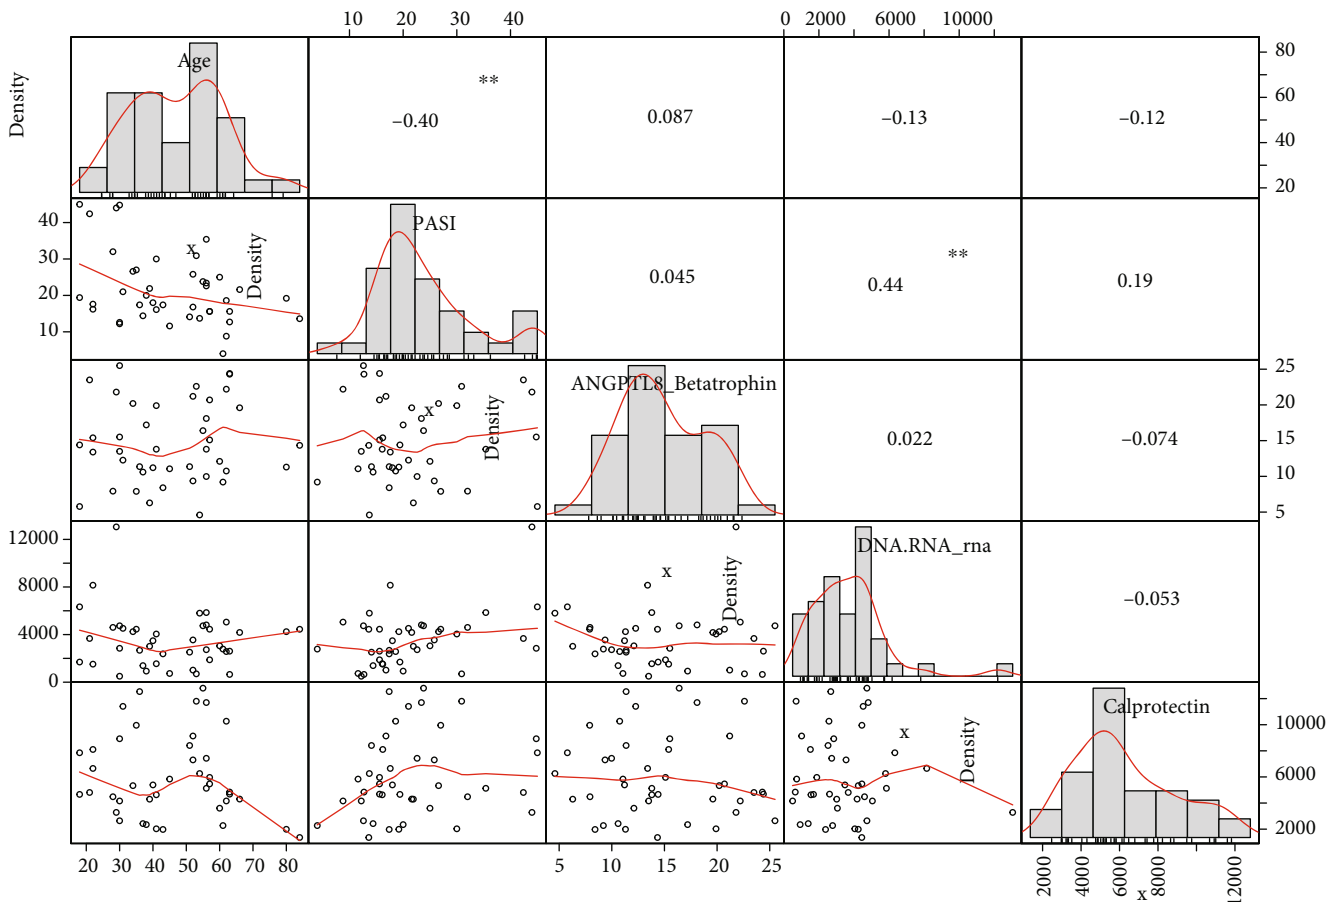 10 20 30 40
0 2000 6000 10000
Density
Age
**
−0.40
0.087
−0.13
−0.12
80
60
40
20
40
30
20
10
x
Density
PASI
0.045
**
0.44
0.19
x
Density
ANGPTL8_Betatrophin
0.022
−0.074
25
20
15
10
5
12000
8000
4000
0
x
Density
DNA.RNA_rna
−0.053
x
Density
Calprotectin
10000
6000
2000
20 30 40 50 60 70 80
5 10 15 20 25
2000 4000 6000 8000 12000
x